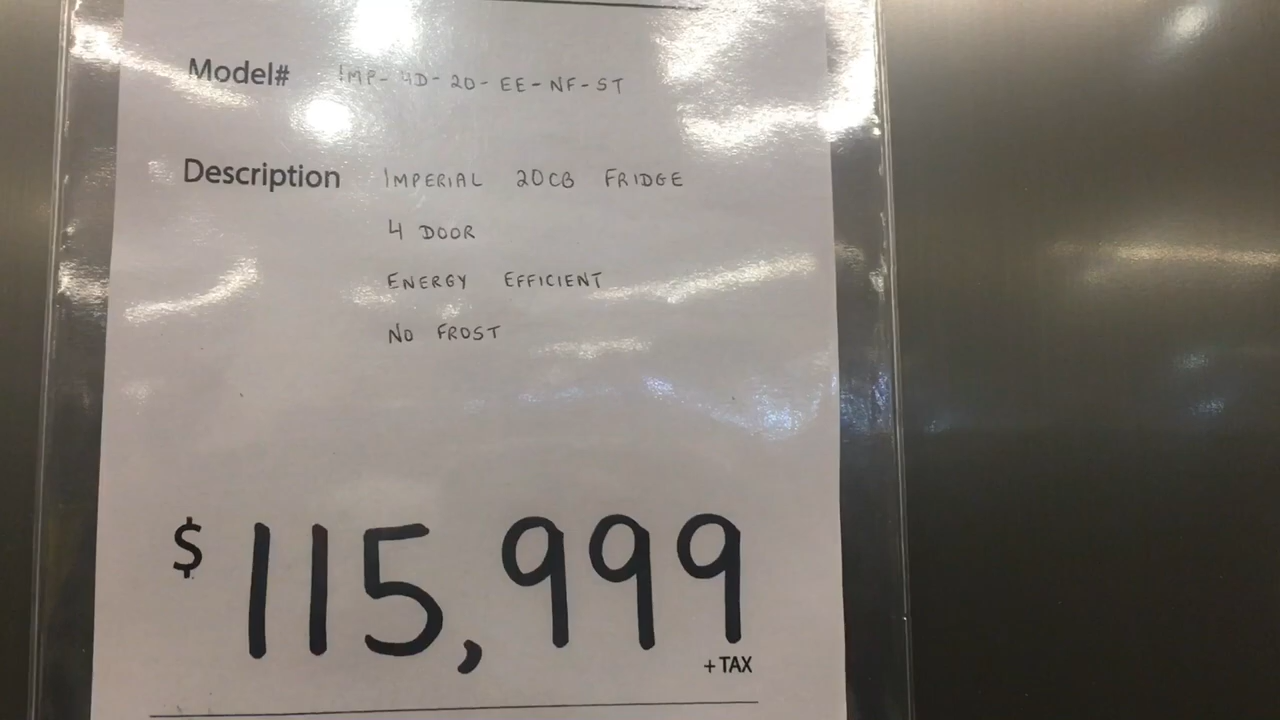 Model# IMP-4D-20-EE-NF-ST
Description IMPERIAL 20CB FRIDGE
4 DOOR
ENERGY EFFICIENT
NO FROST
$115,999
+TAX